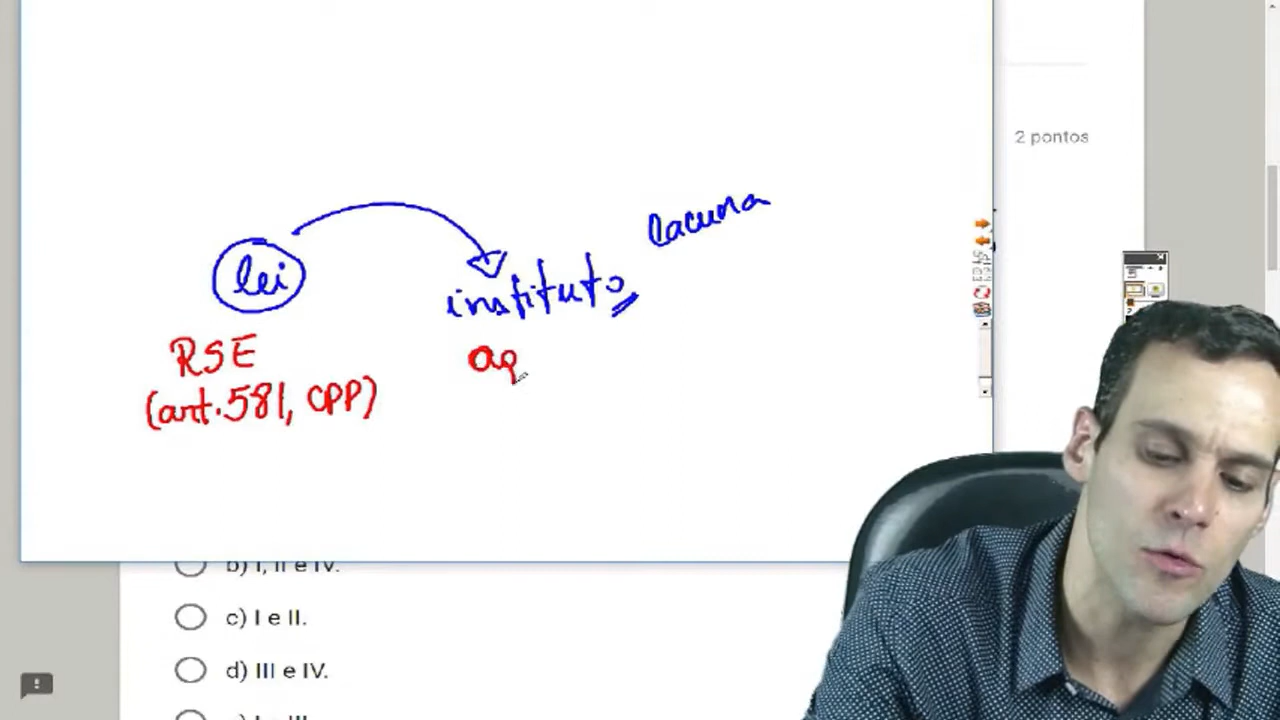 2 pontos
lacuna
lei
instituto
RSE
ag
(art. 581, CPP)
b) I, II e IV.
c) I e II.
d) III e IV.